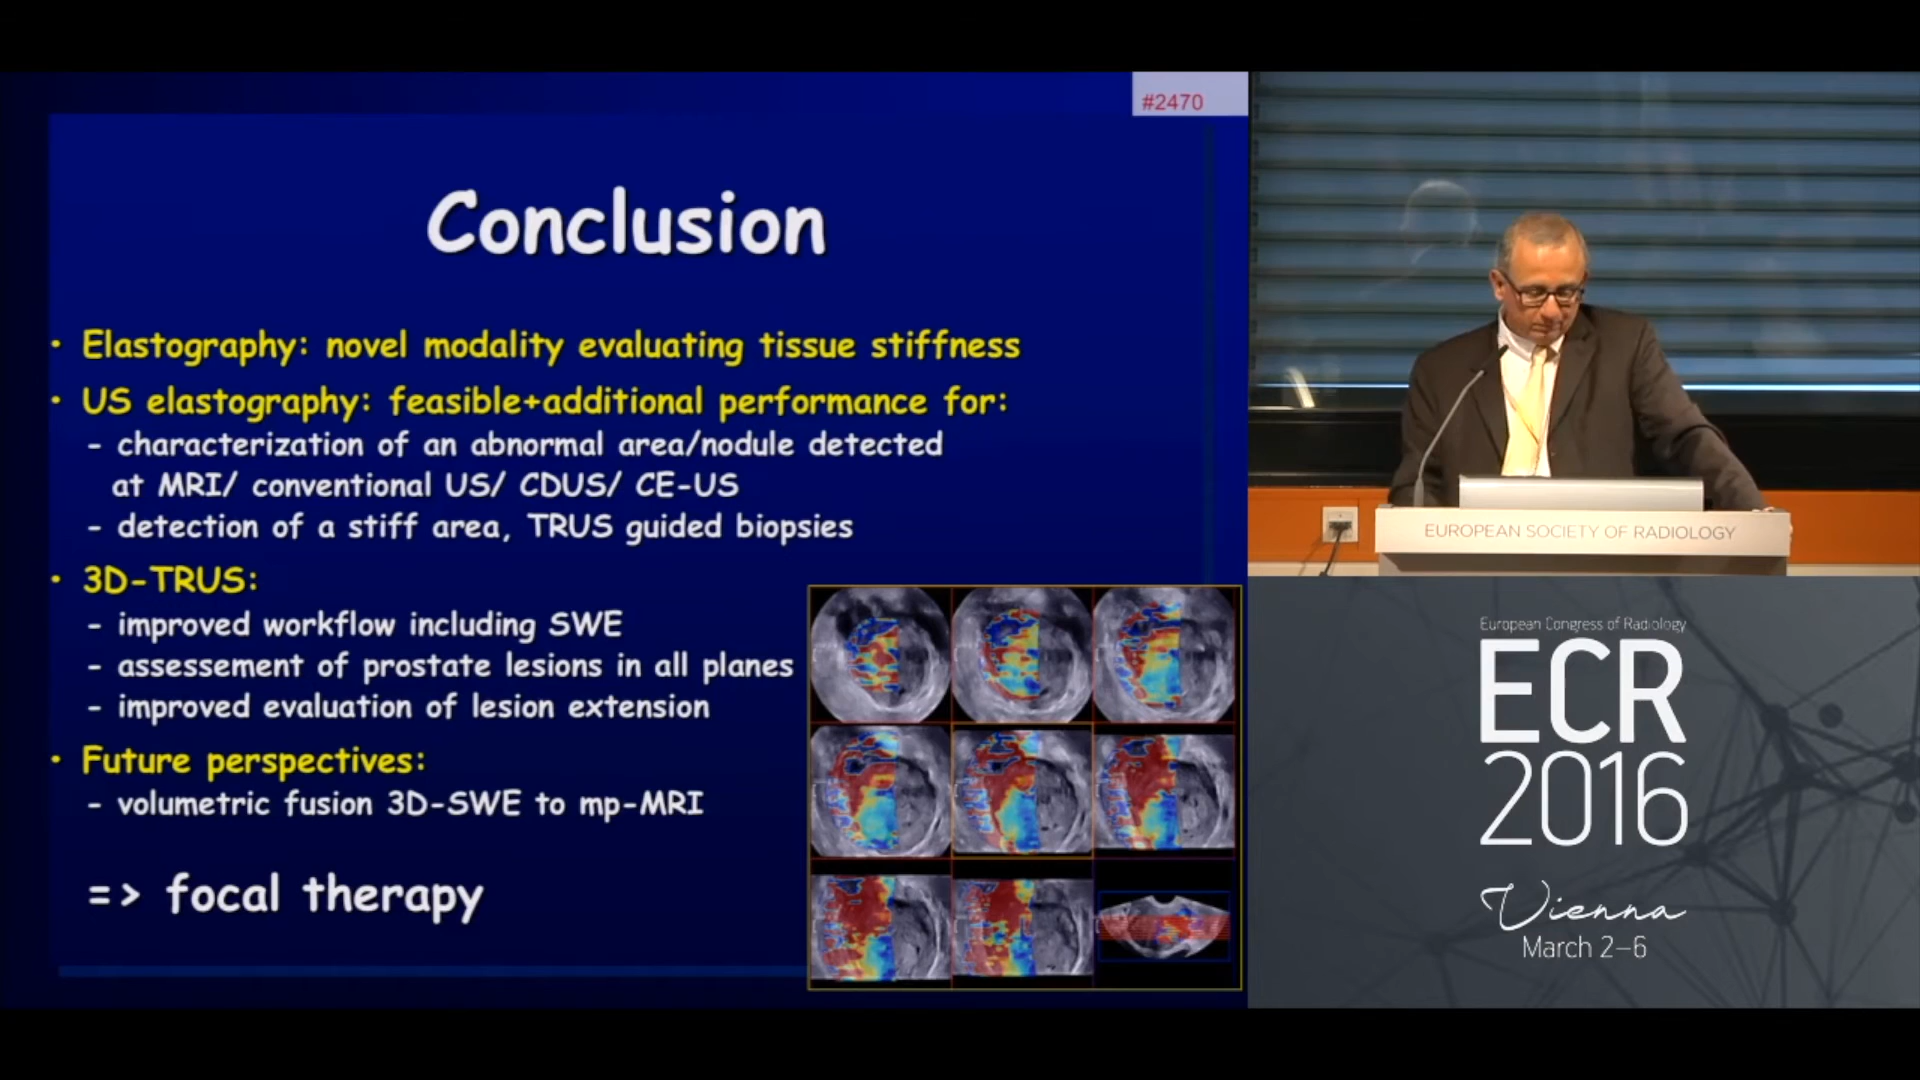 #2470
Conclusion
• Elastography: novel modality evaluating tissue stiffness
• US elastography: feasible+additional performance for:
- characterization of an abnormal area/nodule detected
at MRI/ conventional US/ CDUS/ CE-US
- detection of a stiff area, TRUS guided biopsies
• 3D-TRUS:
- improved workflow including SWE
- assessement of prostate lesions in all planes
- improved evaluation of lesion extension
• Future perspectives:
- volumetric fusion 3D-SWE to mp-MRI
=> focal therapy
EUROPEAN SOCIETY OF RADIOLOGY
European Congress of Radiology
ECR
2016
Vienna
March 2-6